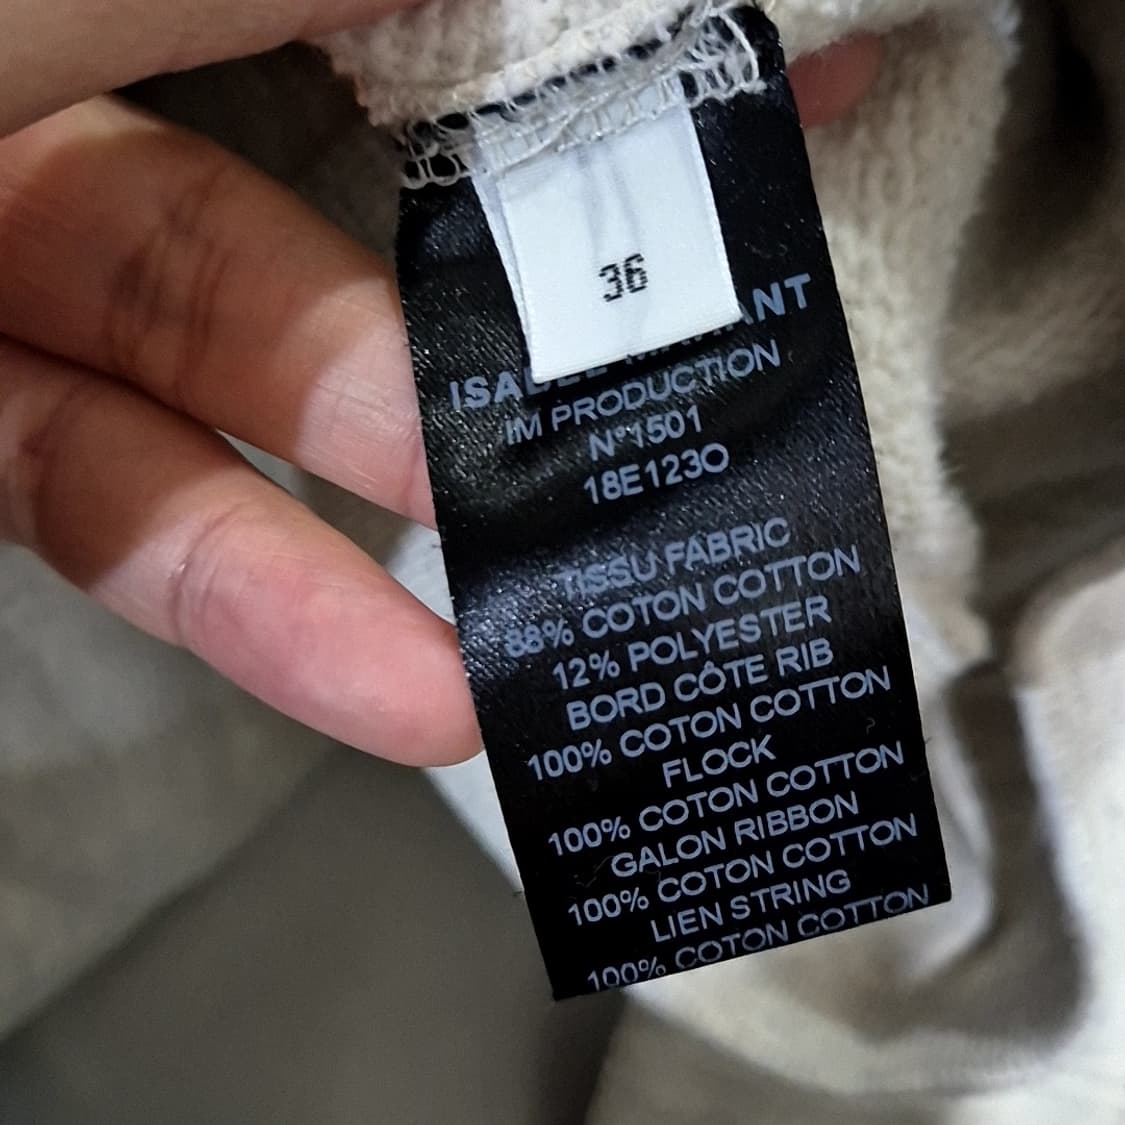 36
ISABEL MARANT
IM PRODUCTION
N°1501
18E123O
TISSU FABRIC
88% COTON COTTON
12% POLYESTER
BORD CÔTE RIB
100% COTON COTTON
FLOCK
100% COTON COTTON
GALON RIBBON
100% COTON COTTON
LIEN STRING
100% COTON COTTON